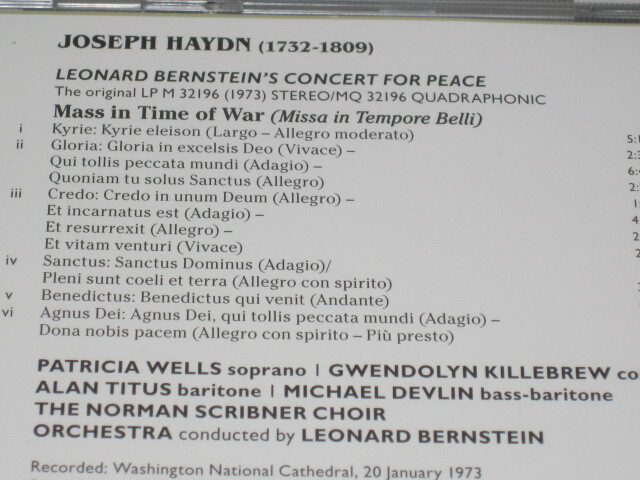 JOSEPH HAYDN (1732-1809)
LEONARD BERNSTEIN'S CONCERT FOR PEACE
The original LP M 32196 (1973) STEREO/MQ 32196 QUADRAPHONIC
Mass in Time of War (Missa in Tempore Belli)
i Kyrie: Kyrie eleison (Largo – Allegro moderato)
ii Gloria: Gloria in excelsis Deo (Vivace) –
Qui tollis peccata mundi (Adagio) –
Quoniam tu solus Sanctus (Allegro)
iii Credo: Credo in unum Deum (Allegro) –
Et incarnatus est (Adagio) –
Et resurrexit (Allegro) –
Et vitam venturi (Vivace)
iv Sanctus: Sanctus Dominus (Adagio)/
Pleni sunt coeli et terra (Allegro con spirito)
v Benedictus: Benedictus qui venit (Andante)
vi Agnus Dei: Agnus Dei, qui tollis peccata mundi (Adagio) –
Dona nobis pacem (Allegro con spirito – Più presto)
PATRICIA WELLS soprano | GWENDOLYN KILLEBREW co
ALAN TITUS baritone | MICHAEL DEVLIN bass-baritone
THE NORMAN SCRIBNER CHOIR
ORCHESTRA conducted by LEONARD BERNSTEIN
Recorded: Washington National Cathedral, 20 January 1973